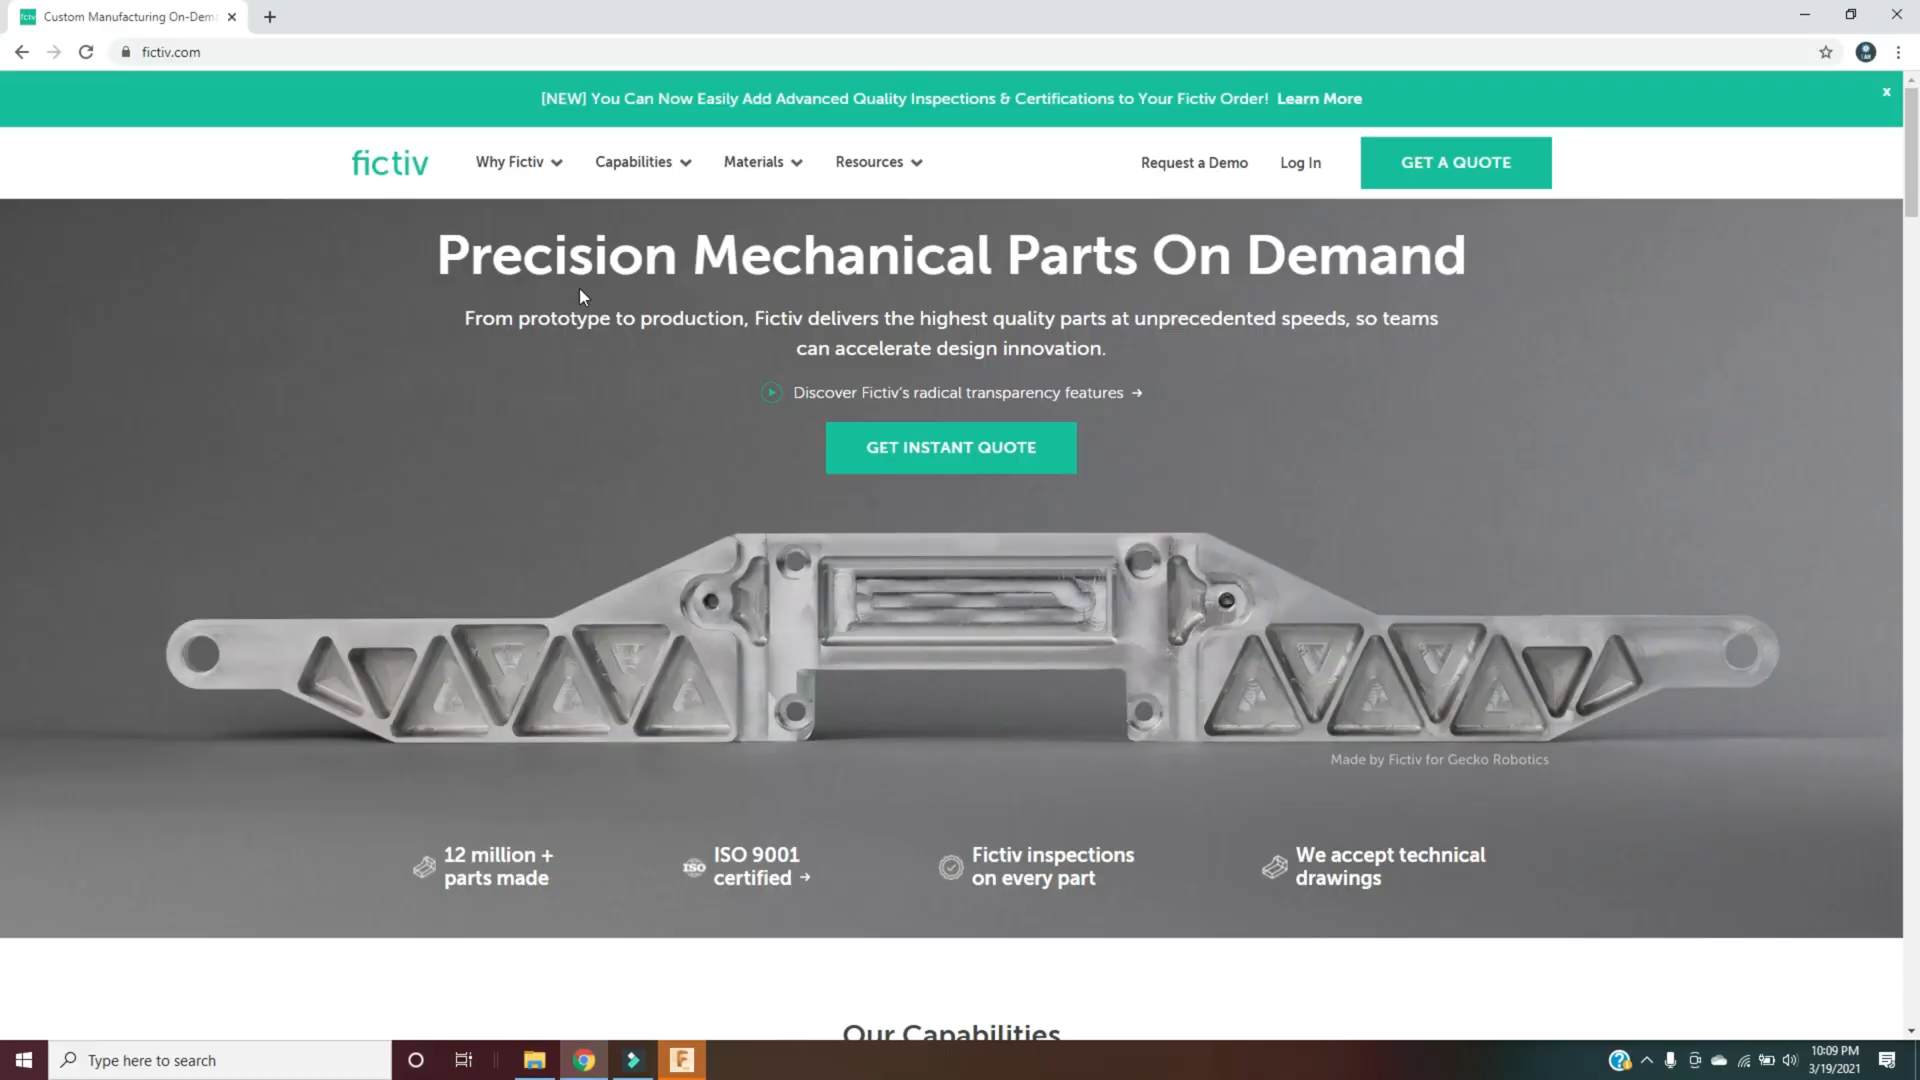 fctv Custom Manufacturing On-Dem
fictiv.com
[NEW] You Can Now Easily Add Advanced Quality Inspections & Certifications to Your Fictiv Order! Learn More
x
fictiv Why Fictiv Capabilities Materials Resources Request a Demo Log In GET A QUOTE
Precision Mechanical Parts On Demand
From prototype to production, Fictiv delivers the highest quality parts at unprecedented speeds, so teams
can accelerate design innovation.
Discover Fictiv's radical transparency features →
GET INSTANT QUOTE
Made by Fictiv for Gecko Robotics
12 million +
parts made
ISO
ISO 9001
certified →
Fictiv inspections
on every part
We accept technical
drawings
Our Capabilities
Type here to search
10:09 PM
3/19/2021